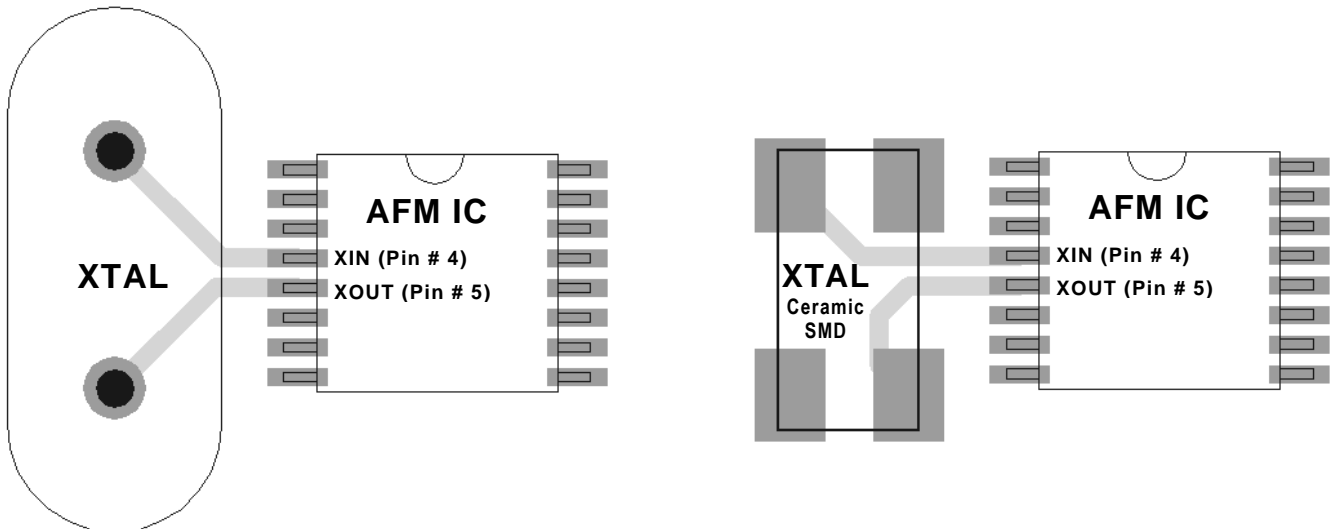 AFM IC
XIN (Pin # 4)
XTAL
XOUT (Pin # 5)
AFM IC
XIN (Pin # 4)
XTAL
XOUT (Pin # 5)
Ceramic
SMD